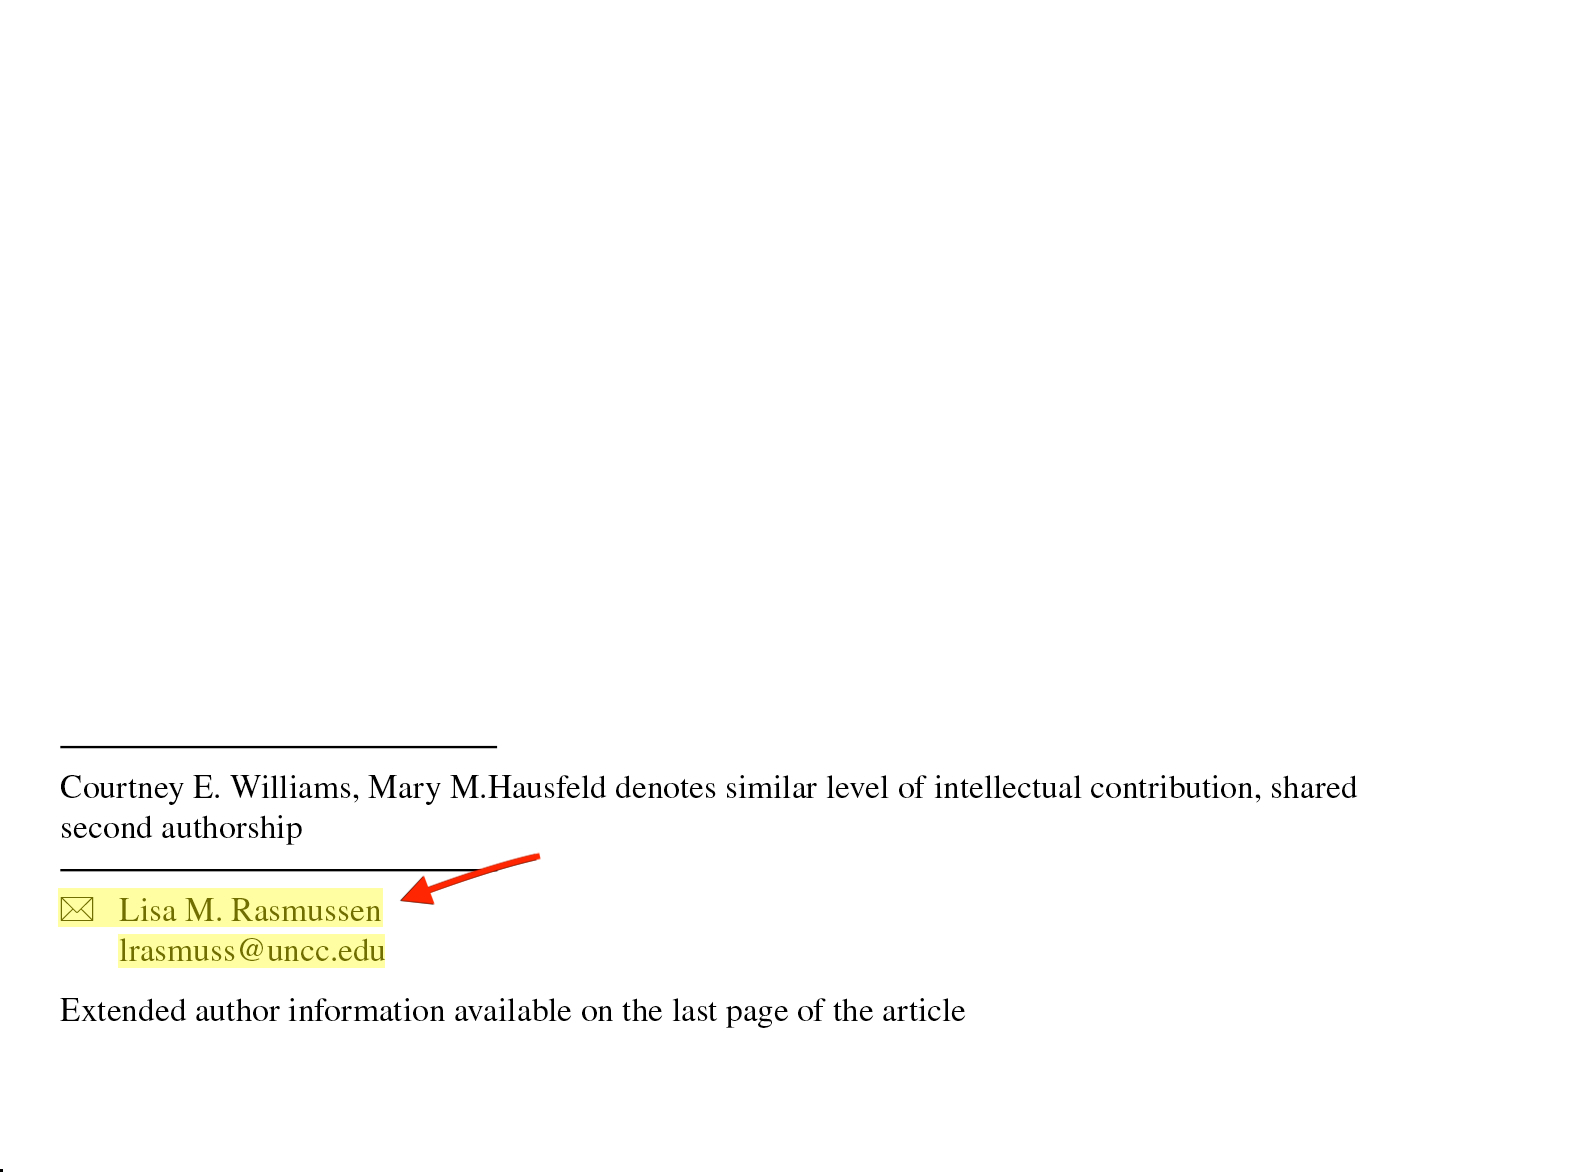 Courtney E. Williams, Mary M.Hausfeld denotes similar level of intellectual contribution, shared
second authorship
Lisa M. Rasmussen
lrasmuss@uncc.edu
Extended author information available on the last page of the article